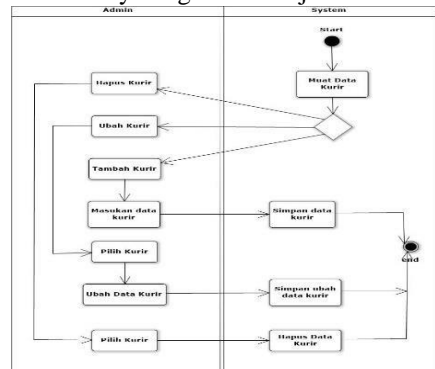 Admin
System
Start
Muat Data
Kurir
Hapus Kurir
Ubah Kurir
Tambah Kurir
Masukan data
kurir
Simpan data
kurir
Pilih Kurir
end
Ubah Data Kurir
Simpan ubah
data kurir
Pilih Kurir
Hapus Data
Kurir